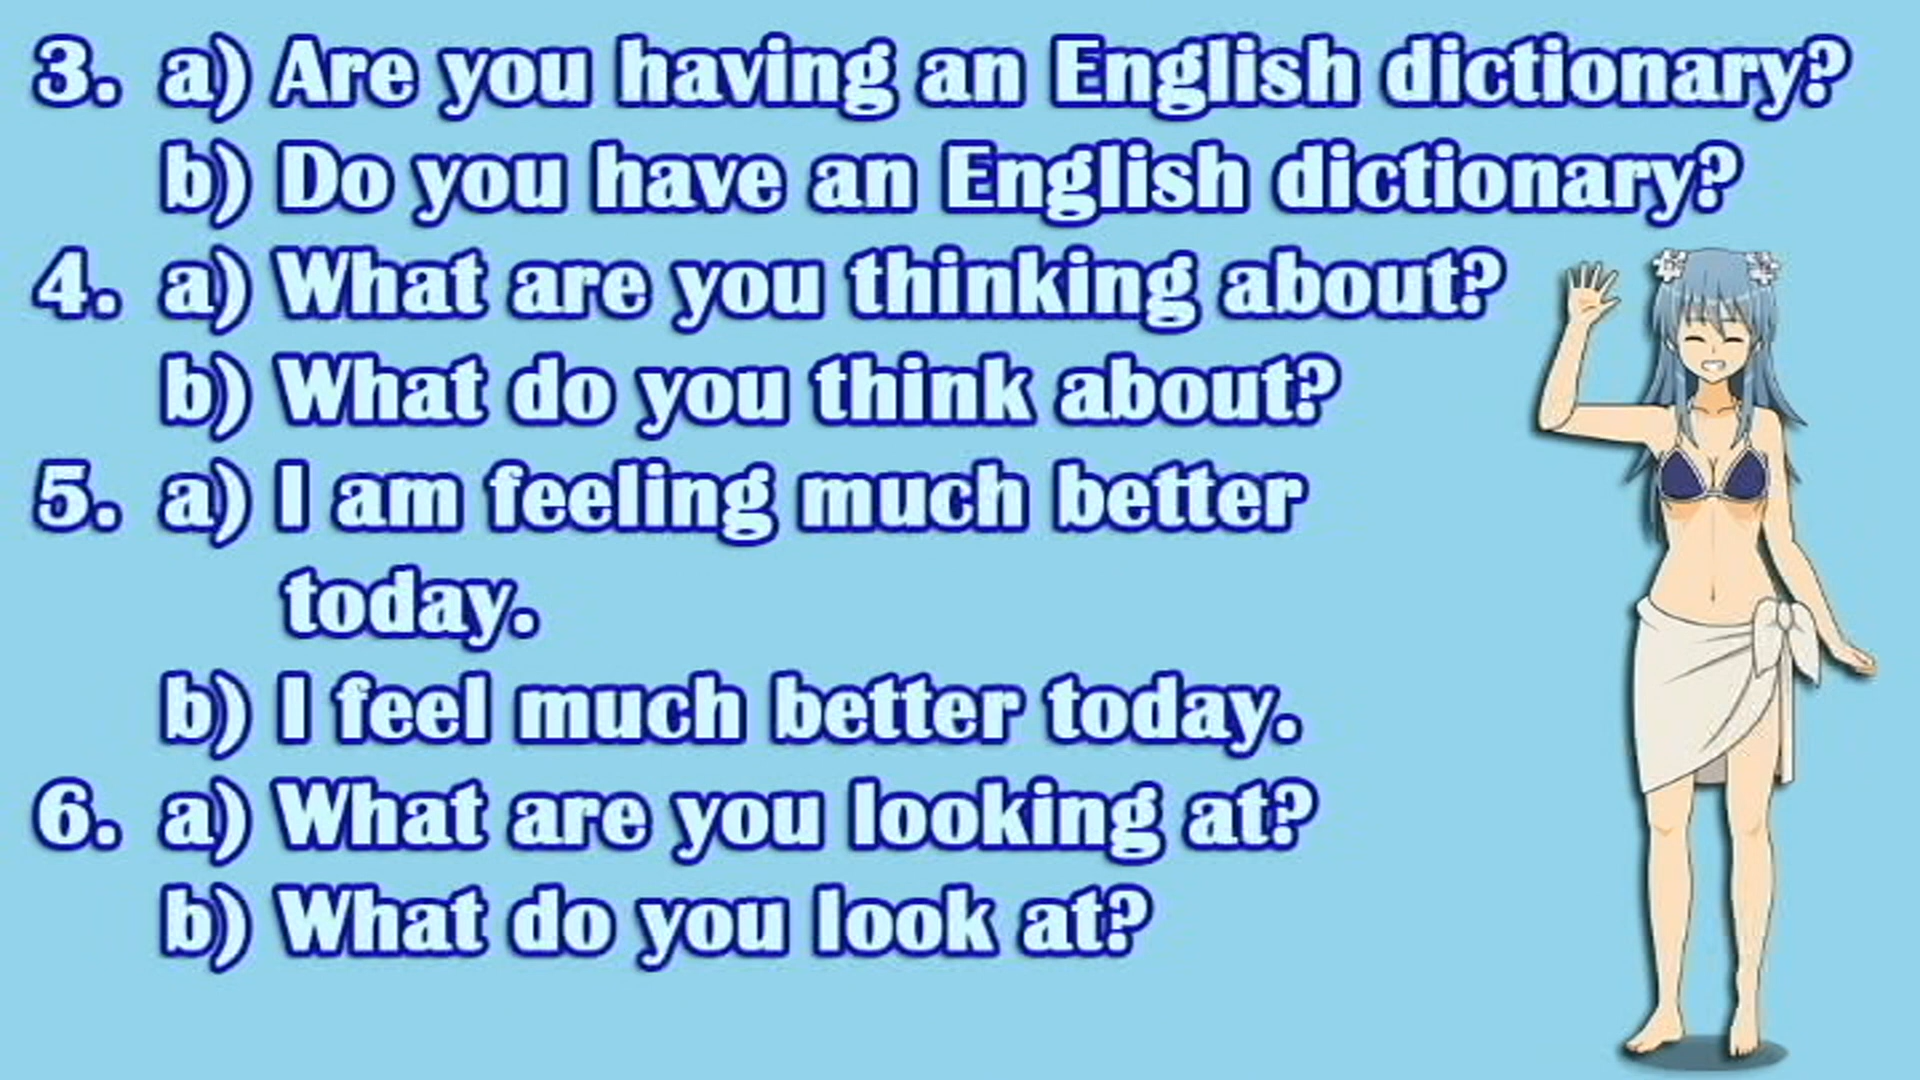 3. a) Are you having an English dictionary?
b) Do you have an English dictionary?
4. a) What are you thinking about?
b) What do you think about?
5. a) I am feeling much better
today.
b) I feel much better today.
6. a) What are you looking at?
b) What do you look at?